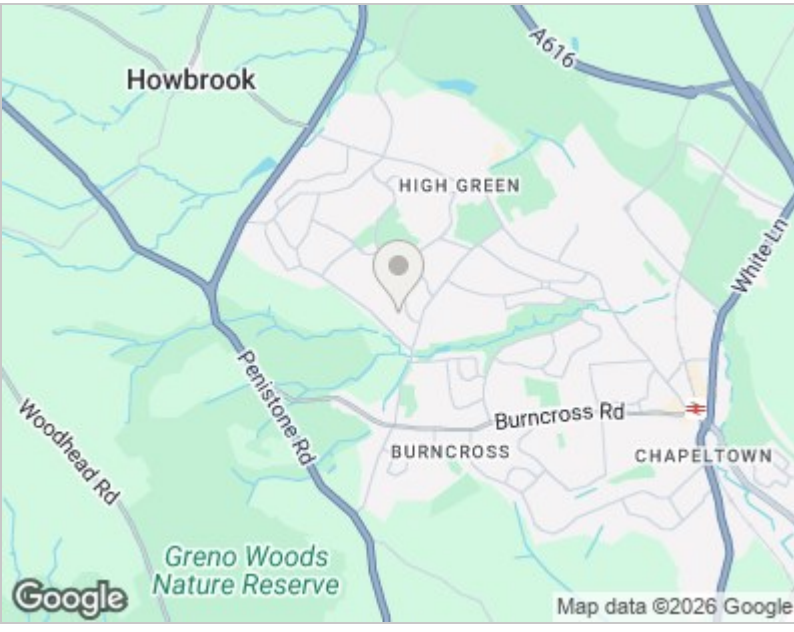 A616
Howbrook
HIGH GREEN
White Ln
Penistone Rd
Woodhead Rd
Burncross Rd
BURNCROSS
CHAPELTOWN
Greno Woods
Nature Reserve
Google
Map data ©2026 Google